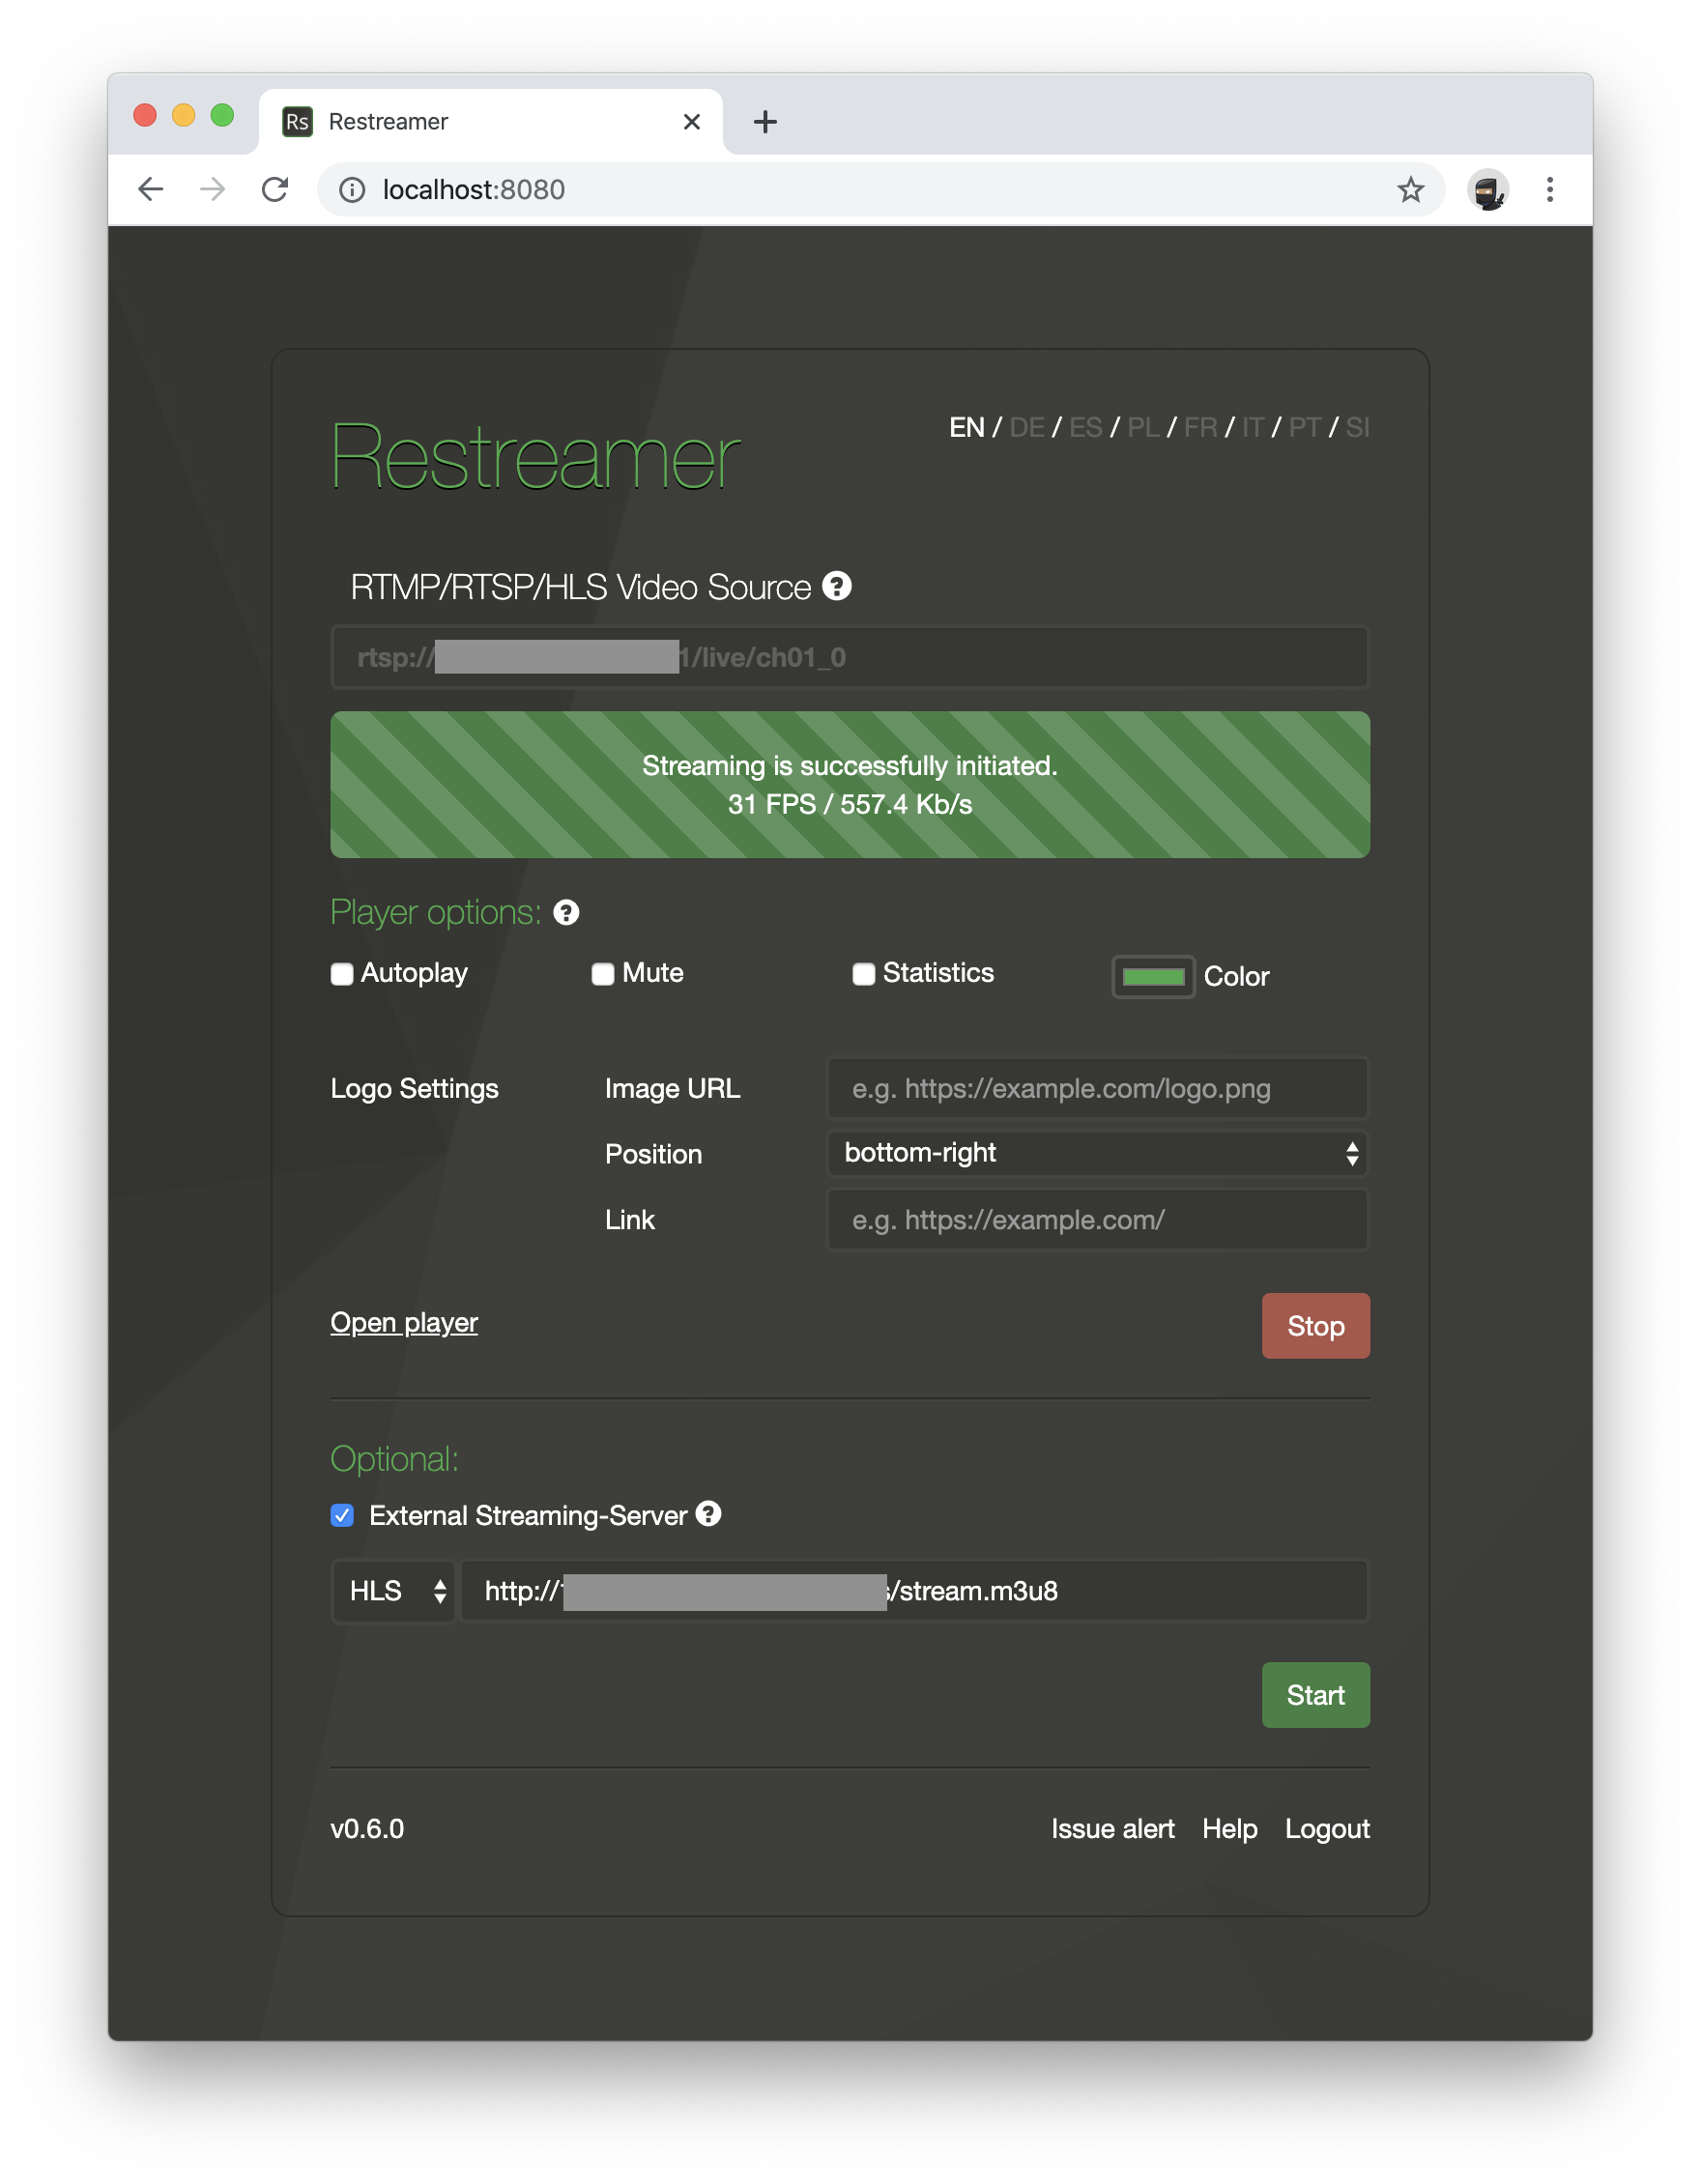 Rs Restreamer
localhost:8080
Restreamer
EN / DE / ES / PL / FR / IT / PT / SI
RTMP/RTSP/HLS Video Source ?
rtsp:// 1/live/ch01_0
Streaming is successfully initiated.
31 FPS / 557.4 Kb/s
Player options: ?
Autoplay Mute Statistics Color
Logo Settings Image URL e.g. https://example.com/logo.png
Position bottom-right
Link e.g. https://example.com/
Open player Stop
Optional:
External Streaming-Server ?
HLS http:// /stream.m3u8
Start
v0.6.0 Issue alert Help Logout